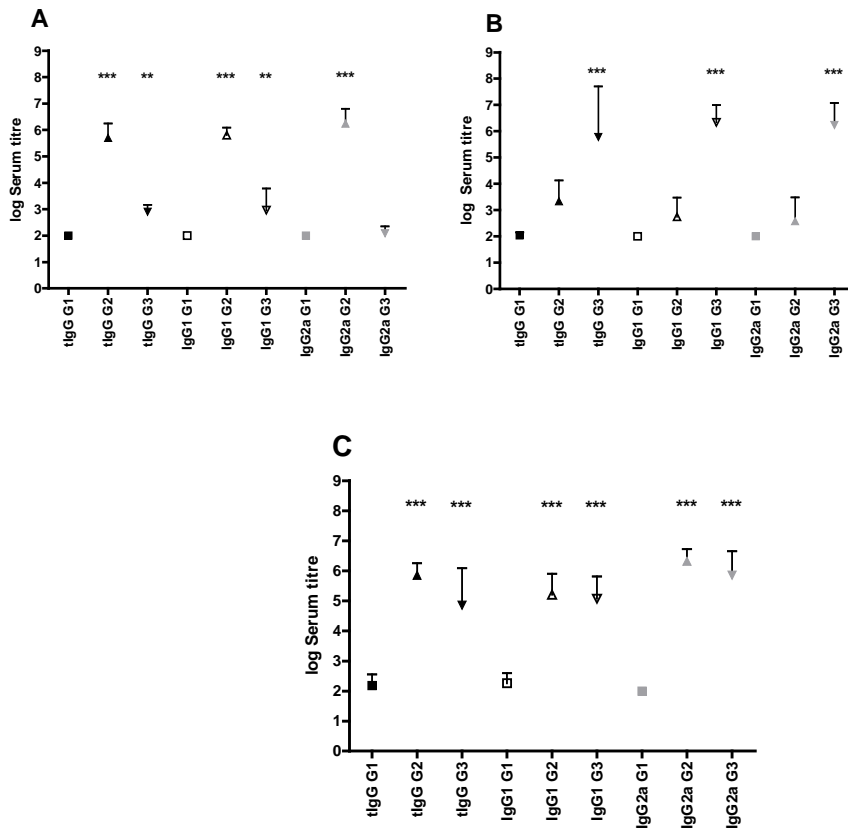 A
9
8
7
6
5
4
3
2
1
0
log Serum titre
*** ** *** ** ***
tIgG G1
tIgG G2
tIgG G3
IgG1 G1
IgG1 G2
IgG1 G3
IgG2a G1
IgG2a G2
IgG2a G3
B
9
8
7
6
5
4
3
2
1
0
log Serum titre
*** *** ***
tIgG G1
tIgG G2
tIgG G3
IgG1 G1
IgG1 G2
IgG1 G3
IgG2a G1
IgG2a G2
IgG2a G3
C
9
8
7
6
5
4
3
2
1
0
log Serum titre
*** *** *** *** *** ***
tIgG G1
tIgG G2
tIgG G3
IgG1 G1
IgG1 G2
IgG1 G3
IgG2a G1
IgG2a G2
IgG2a G3